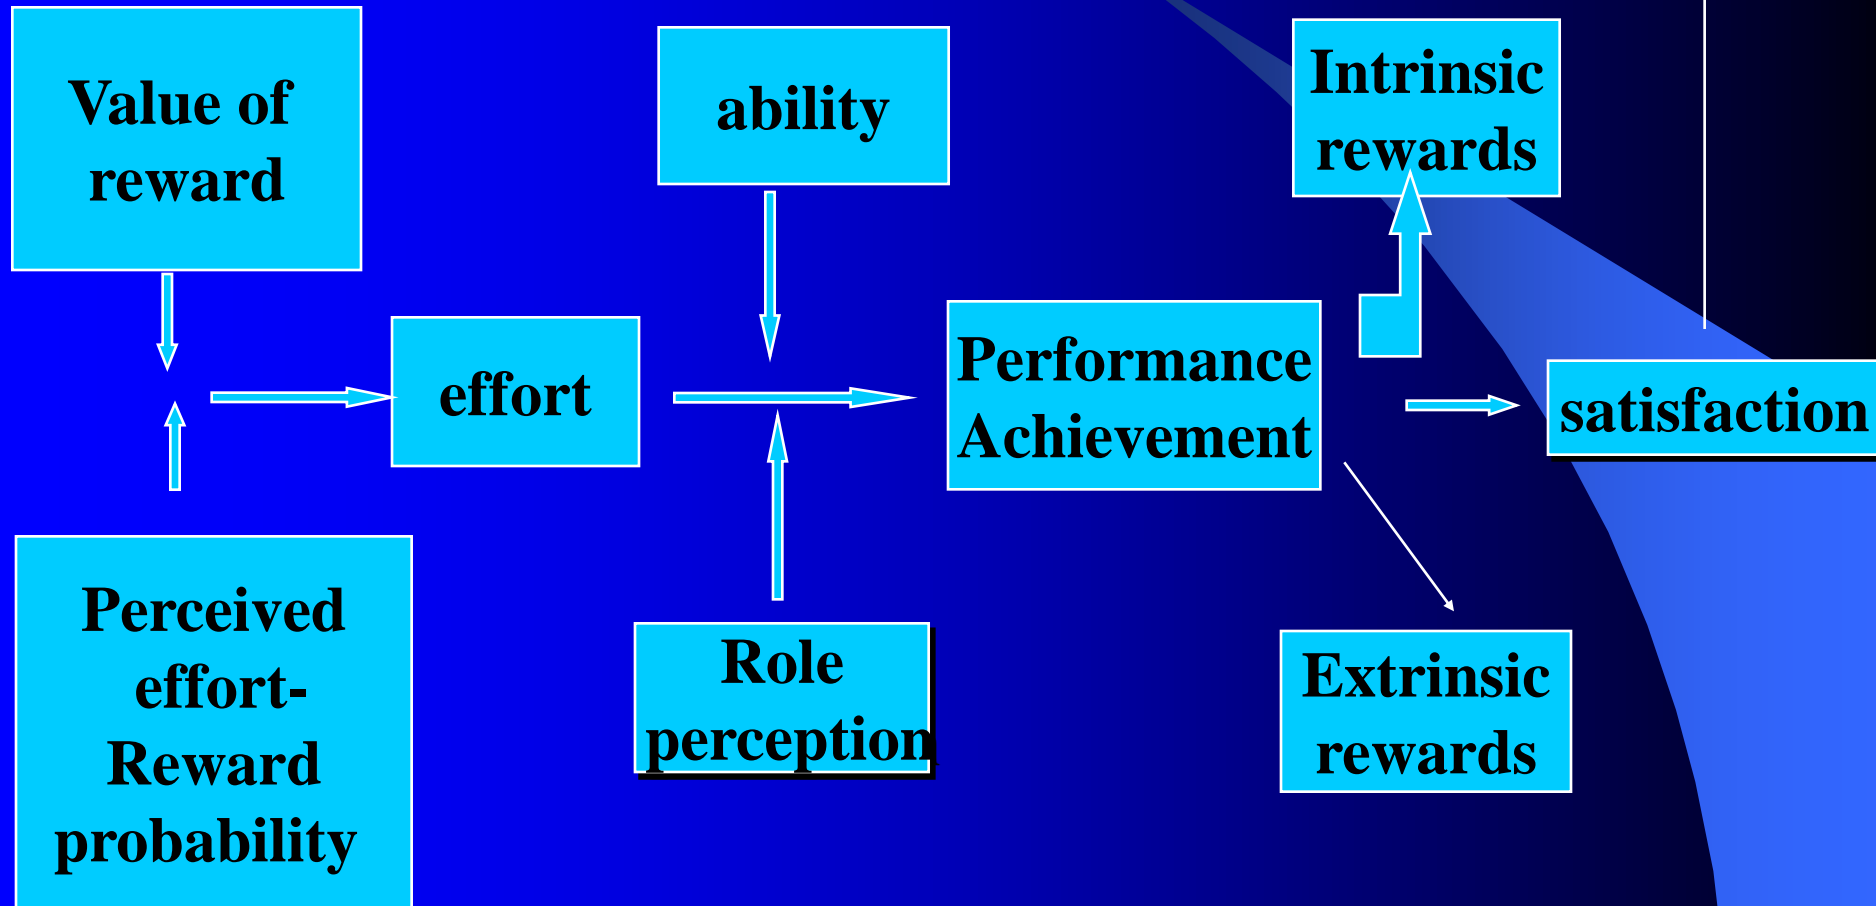 Value of
reward
ability
Intrinsic
rewards
effort
Performance
Achievement
satisfaction
Perceived
effort-
Reward
probability
Role
perception
Extrinsic
rewards